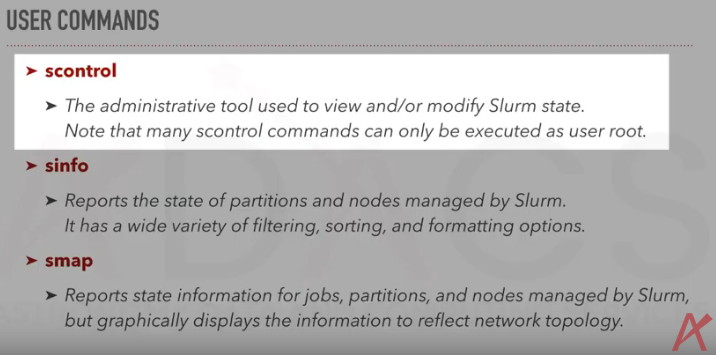 USER COMMANDS
➤ scontrol
➤ The administrative tool used to view and/or modify Slurm state.
Note that many scontrol commands can only be executed as user root.
➤ sinfo
➤ Reports the state of partitions and nodes managed by Slurm.
It has a wide variety of filtering, sorting, and formatting options.
➤ smap
➤ Reports state information for jobs, partitions, and nodes managed by Slurm,
but graphically displays the information to reflect network topology.